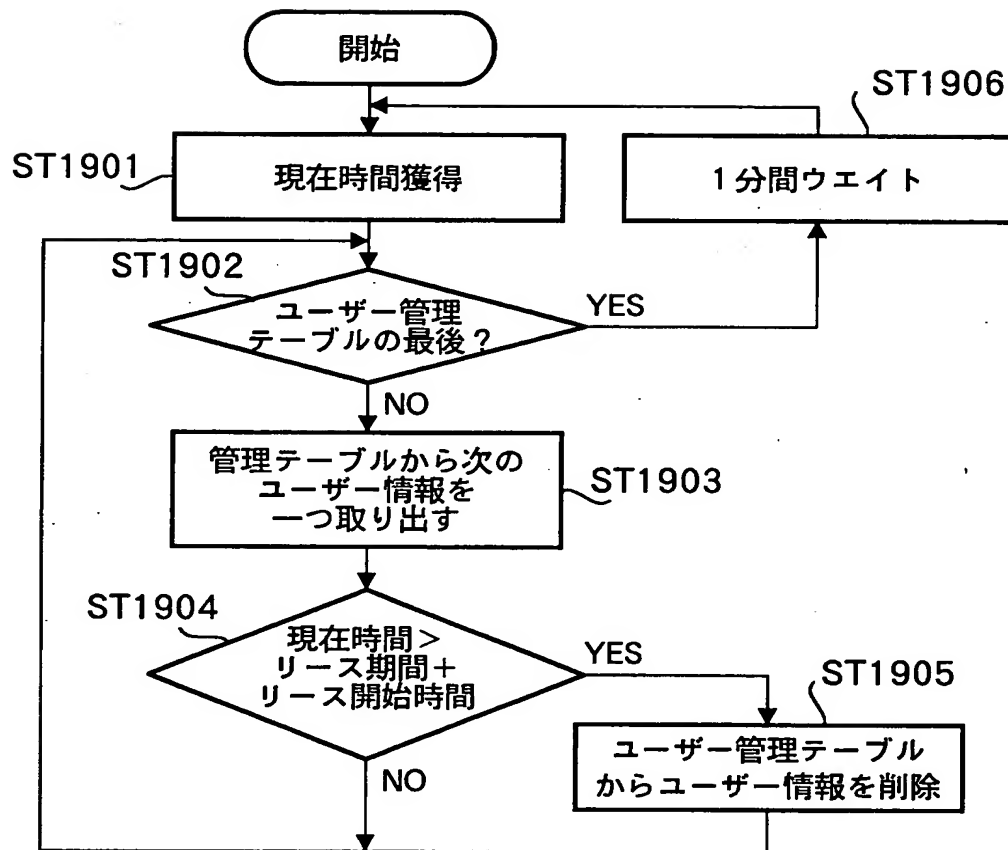 開始
ST1906
ST1901
現在時間獲得
1分間ウエイト
ST1902
ユーザー管理
テーブルの最後?
YES
NO
管理テーブルから次の
ユーザー情報を
一つ取り出す
ST1903
ST1904
現在時間>
リース期間+
リース開始時間
YES
ST1905
NO
ユーザー管理テーブル
からユーザー情報を削除